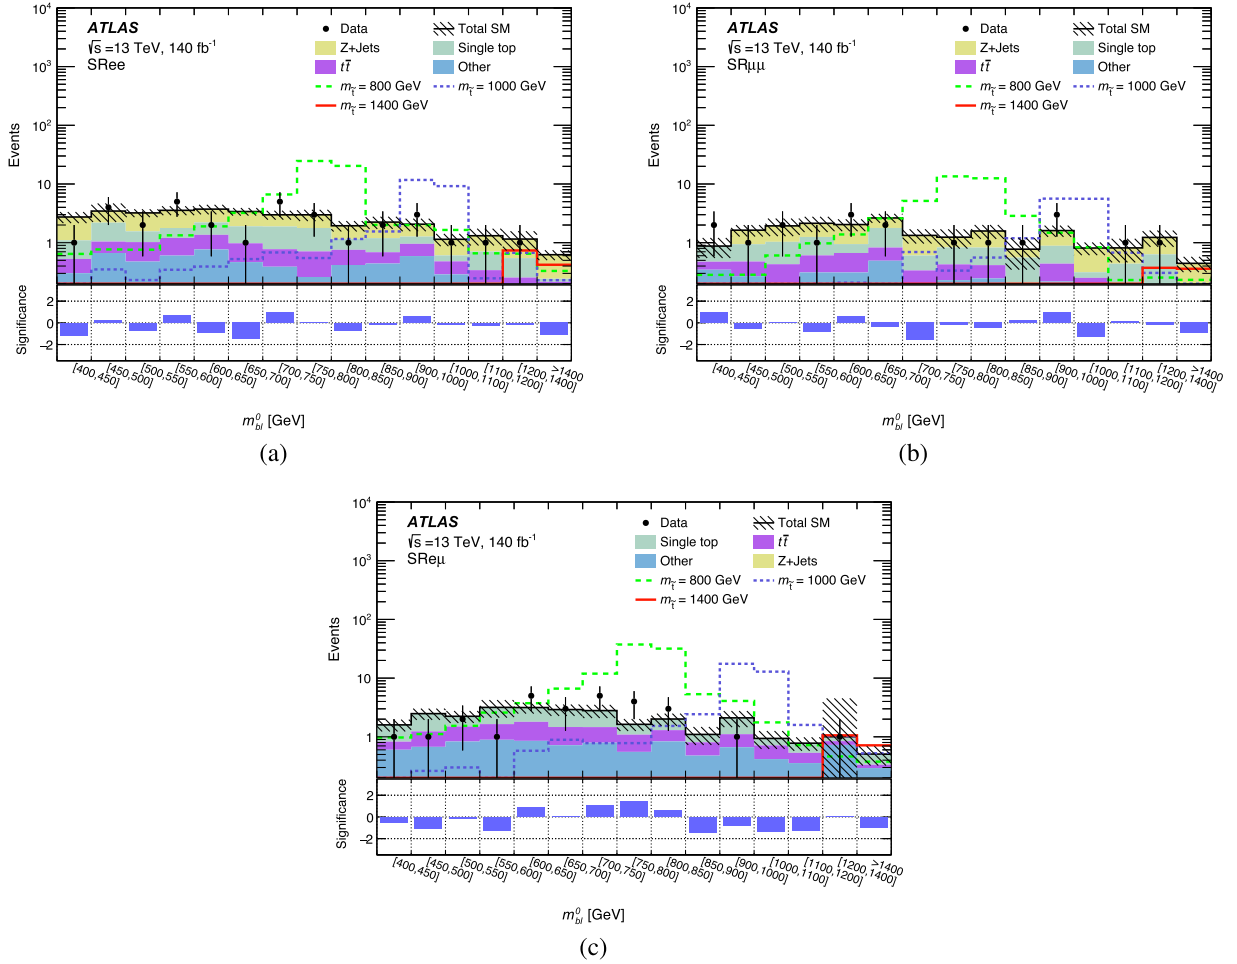 10⁴
10³
10²
10
1
Events
ATLAS
√s =13 TeV, 140 fb⁻¹
SRee
Data
Total SM
Z+Jets
Single top
tt̅
Other
m_t̃ = 800 GeV
m_t̃ = 1000 GeV
m_t̃ = 1400 GeV
Significance
2
0
−2
[400,450]
[450,500]
[500,550]
[550,600]
[600,650]
[650,700]
[700,750]
[750,800]
[800,850]
[850,900]
[900,1000]
[1000,1100]
[1100,1200]
[1200,1400]
>1400
m⁰_bl [GeV]
(a)
10⁴
10³
10²
10
1
Events
ATLAS
√s =13 TeV, 140 fb⁻¹
SRμμ
Data
Total SM
Z+Jets
Single top
tt̅
Other
m_t̃ = 800 GeV
m_t̃ = 1000 GeV
m_t̃ = 1400 GeV
Significance
2
0
−2
[400,450]
[450,500]
[500,550]
[550,600]
[600,650]
[650,700]
[700,750]
[750,800]
[800,850]
[850,900]
[900,1000]
[1000,1100]
[1100,1200]
[1200,1400]
>1400
m⁰_bl [GeV]
(b)
10⁴
10³
10²
10
1
Events
ATLAS
√s =13 TeV, 140 fb⁻¹
SReμ
Data
Total SM
Single top
tt̅
Other
Z+Jets
m_t̃ = 800 GeV
m_t̃ = 1000 GeV
m_t̃ = 1400 GeV
Significance
2
0
−2
[400,450]
[450,500]
[500,550]
[550,600]
[600,650]
[650,700]
[700,750]
[750,800]
[800,850]
[850,900]
[900,1000]
[1000,1100]
[1100,1200]
[1200,1400]
>1400
m⁰_bl [GeV]
(c)